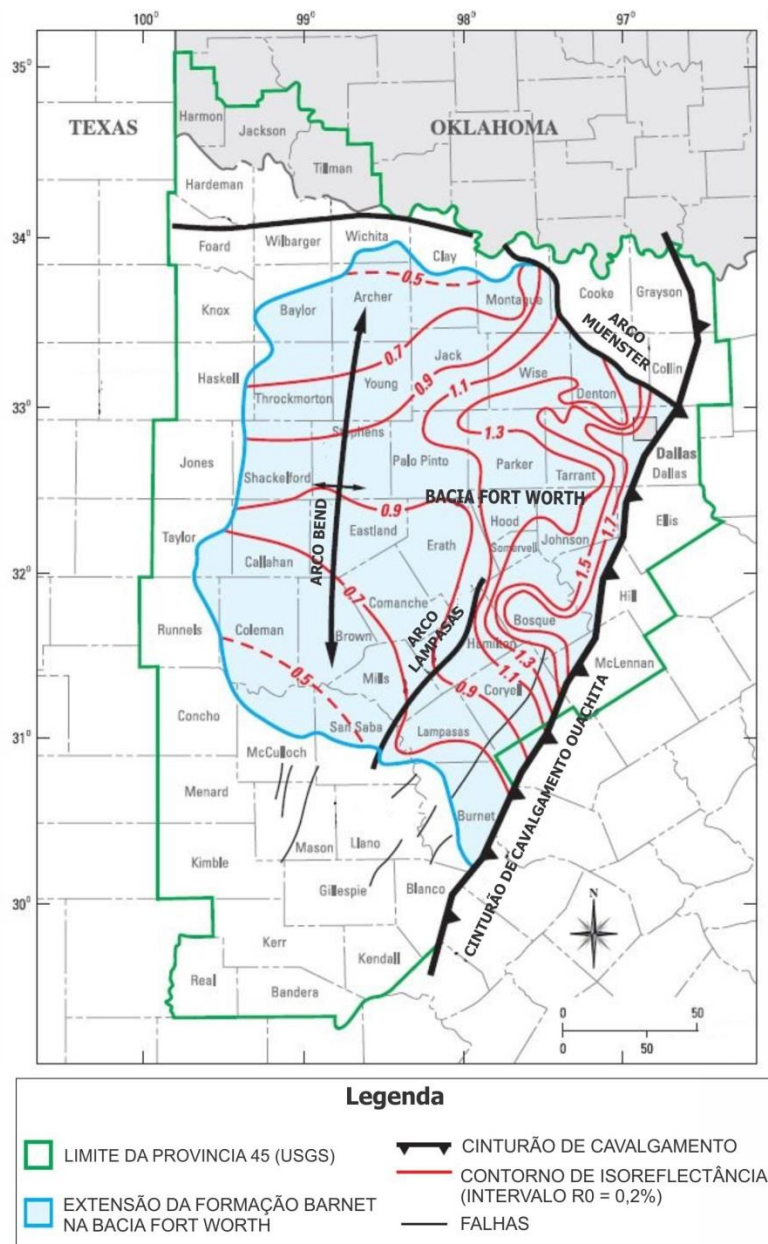 100° 99° 98° 97°
35°
34°
33°
32°
31°
30°
TEXAS
OKLAHOMA
Harmon
Jackson
Tillman
Hardeman
Foard
Wilbarger
Wichita
Clay
Knox
Baylor
Archer
0.5
Montague
Cooke
Grayson
ARCO
MUENSTER
Collin
Haskell
Throckmorton
0.7
Young
Jack
0.9
1.1
Wise
Denton
Jones
Shackelford
Stephens
Palo Pinto
1.3
Parker
Tarrant
Dallas
Dallas
BACIA FORT WORTH
Taylor
Callahan
ARCO BEND
Eastland
0.9
Erath
Hood
Somervell
Johnson
1.7
1.5
Ellis
Hill
Runnels
Coleman
0.5
Brown
0.7
Comanche
ARCO
LAMPASAS
Hamilton
Bosque
1.3
1.1
0.9
McLennan
Concho
McCulloch
San Saba
Mills
Lampasas
Coryell
Burnet
CINTURÃO DE CAVALGAMENTO OUACHITA
Menard
Mason
Llano
Kimble
Gillespie
Blanco
Kerr
Kendall
Real
Bandera
N
0 50
0 50
Legenda
LIMITE DA PROVINCIA 45 (USGS)
EXTENSÃO DA FORMAÇÃO BARNET
NA BACIA FORT WORTH
CINTURÃO DE CAVALGAMENTO
CONTORNO DE ISOREFLECTÂNCIA
(INTERVALO R0 = 0,2%)
FALHAS